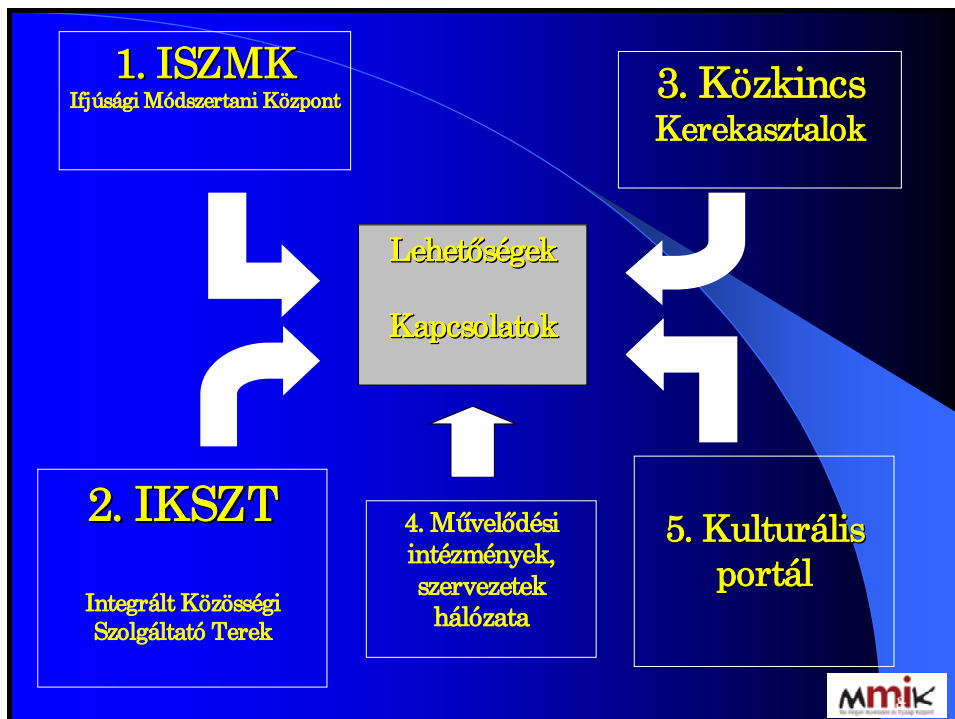 1. ISZMK
Ifjúsági Módszertani Központ
3. Közkincs
Kerekasztalok
Lehetőségek
Kapcsolatok
2. IKSZT
Integrált Közösségi
Szolgáltató Terek
4. Művelődési
intézmények,
szervezetek
hálózata
5. Kulturális
portál
mmik